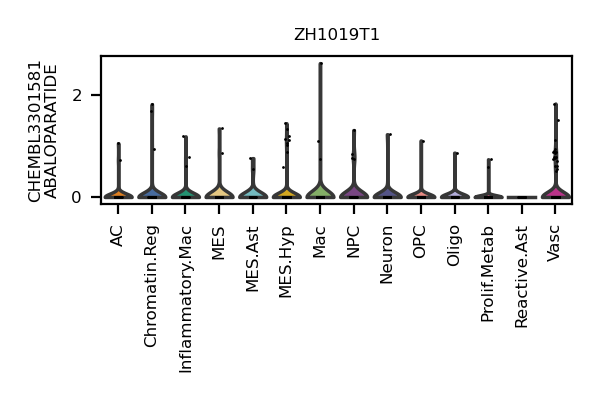 ZH1019T1
CHEMBL3301581
ABALOPARATIDE
2
0
AC
Chromatin.Reg
Inflammatory.Mac
MES
MES.Ast
MES.Hyp
Mac
NPC
Neuron
OPC
Oligo
Prolif.Metab
Reactive.Ast
Vasc